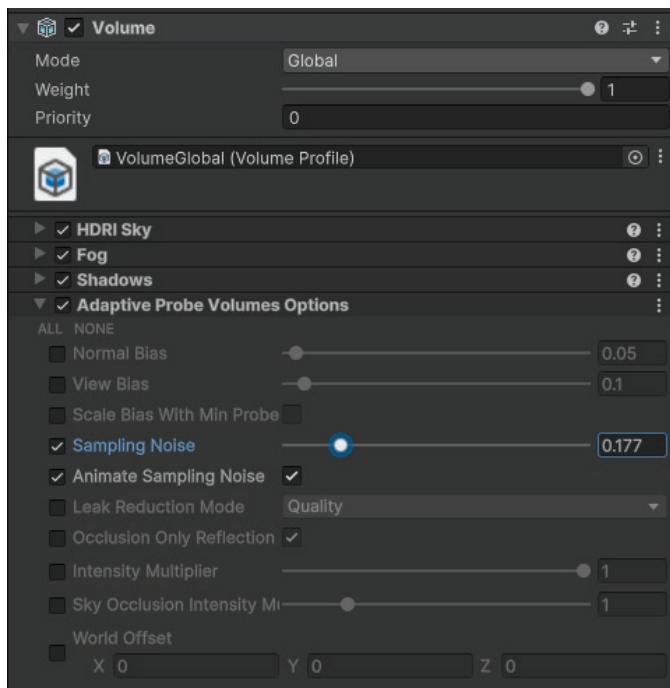 Volume
Mode Global
Weight 1
Priority 0
VolumeGlobal (Volume Profile)
HDRI Sky
Fog
Shadows
Adaptive Probe Volumes Options
ALL NONE
Normal Bias 0.05
View Bias 0.1
Scale Bias With Min Probe
Sampling Noise 0.177
Animate Sampling Noise
Leak Reduction Mode Quality
Occlusion Only Reflection
Intensity Multiplier 1
Sky Occlusion Intensity Mu 1
World Offset
X 0 Y 0 Z 0